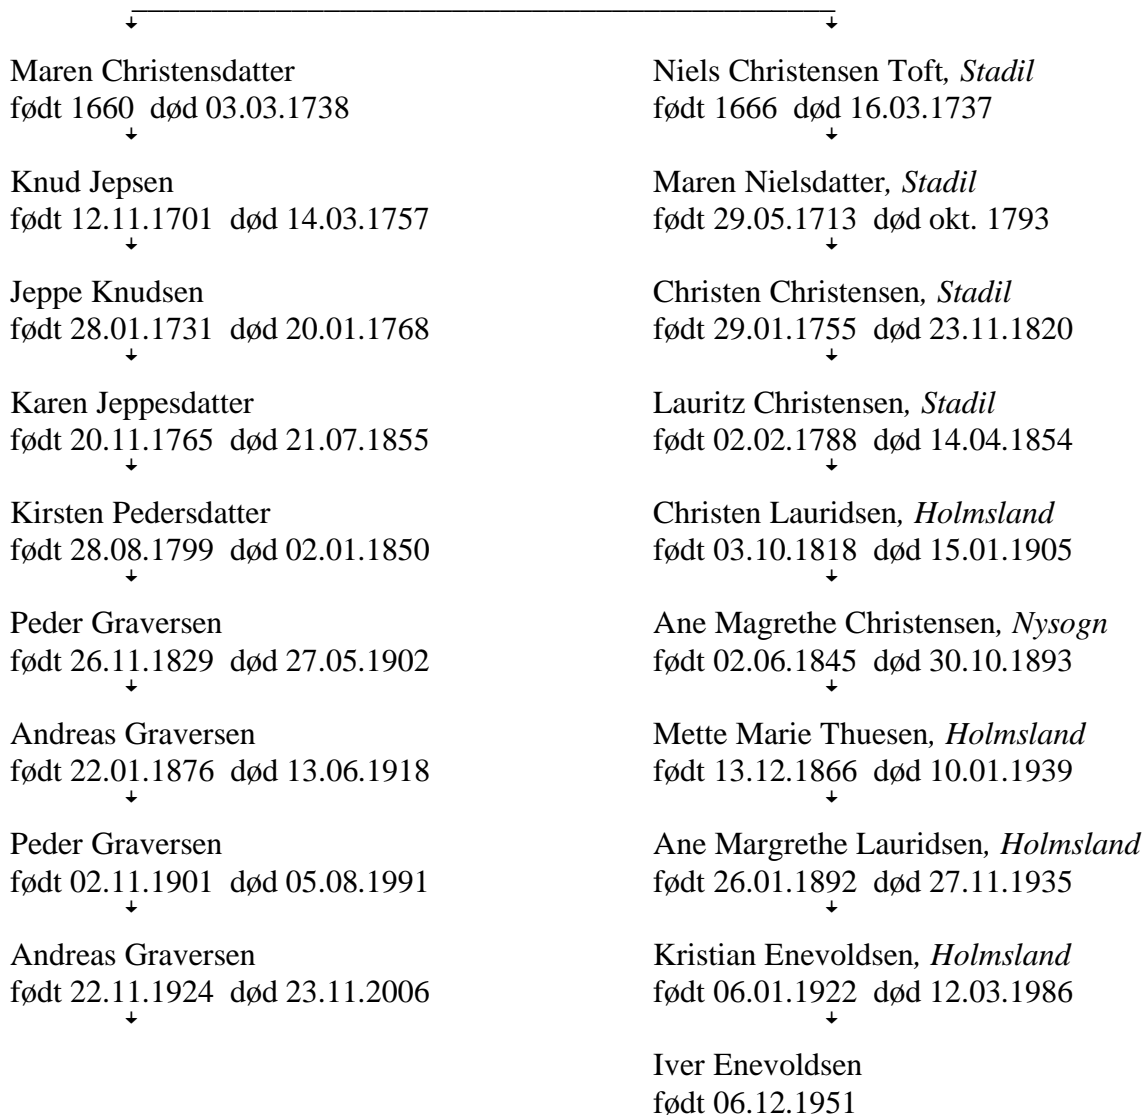 Maren Christensdatter
født 1660  død 03.03.1738
Knud Jepsen
født 12.11.1701  død 14.03.1757
Jeppe Knudsen
født 28.01.1731  død 20.01.1768
Karen Jeppesdatter
født 20.11.1765  død 21.07.1855
Kirsten Pedersdatter
født 28.08.1799  død 02.01.1850
Peder Graversen
født 26.11.1829  død 27.05.1902
Andreas Graversen
født 22.01.1876  død 13.06.1918
Peder Graversen
født 02.11.1901  død 05.08.1991
Andreas Graversen
født 22.11.1924  død 23.11.2006
Niels Christensen Toft, Stadil
født 1666  død 16.03.1737
Maren Nielsdatter, Stadil
født 29.05.1713  død okt. 1793
Christen Christensen, Stadil
født 29.01.1755  død 23.11.1820
Lauritz Christensen, Stadil
født 02.02.1788  død 14.04.1854
Christen Lauridsen, Holmsland
født 03.10.1818  død 15.01.1905
Ane Magrethe Christensen, Nysogn
født 02.06.1845  død 30.10.1893
Mette Marie Thuesen, Holmsland
født 13.12.1866  død 10.01.1939
Ane Margrethe Lauridsen, Holmsland
født 26.01.1892  død 27.11.1935
Kristian Enevoldsen, Holmsland
født 06.01.1922  død 12.03.1986
Iver Enevoldsen
født 06.12.1951